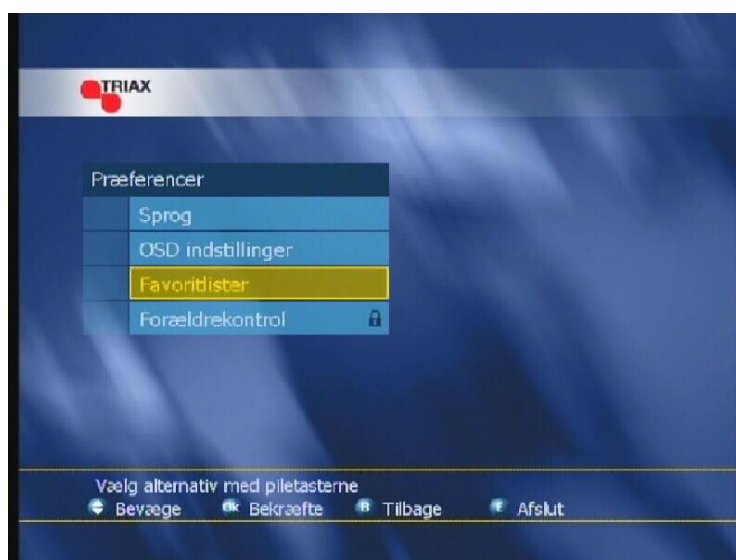 TRIAX
Præferencer
Sprog
OSD indstillinger
Favoritlister
Forældrekontrol
Vælg alternativ med piletasterne
Bevæge Ok Bekræfte B Tilbage E Afslut